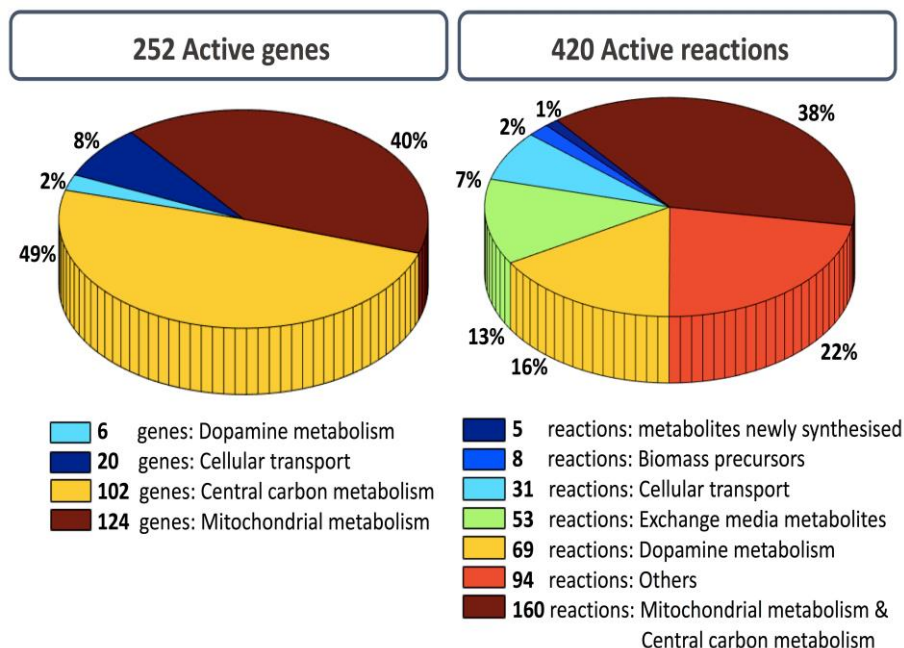 252 Active genes
420 Active reactions
8%
40%
2%
49%
1%
38%
2%
7%
13%
16%
22%
6 genes: Dopamine metabolism
20 genes: Cellular transport
102 genes: Central carbon metabolism
124 genes: Mitochondrial metabolism
5 reactions: metabolites newly synthesised
8 reactions: Biomass precursors
31 reactions: Cellular transport
53 reactions: Exchange media metabolites
69 reactions: Dopamine metabolism
94 reactions: Others
160 reactions: Mitochondrial metabolism &
Central carbon metabolism